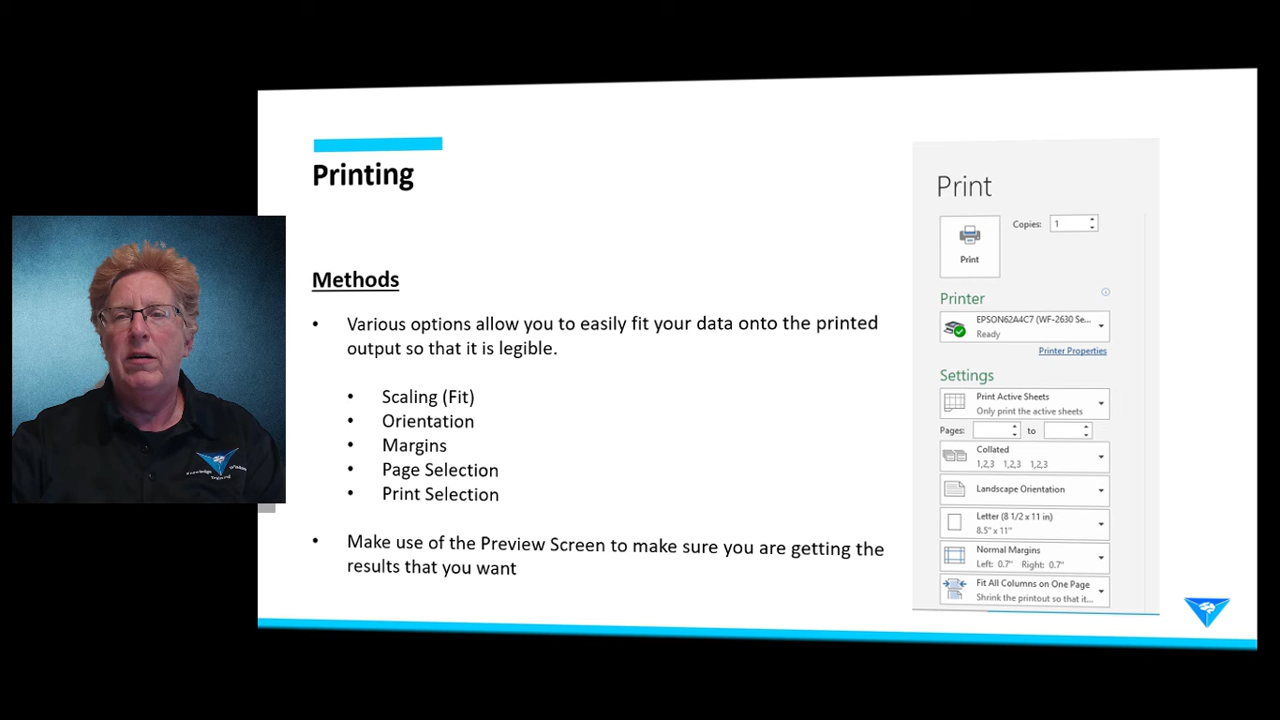 Printing
Methods
• Various options allow you to easily fit your data onto the printed
output so that it is legible.
• Scaling (Fit)
• Orientation
• Margins
• Page Selection
• Print Selection
• Make use of the Preview Screen to make sure you are getting the
results that you want
Print
Print
Copies: 1
Printer
EPSON62A4C7 (WF-2630 Se...
Ready
Printer Properties
Settings
Print Active Sheets
Only print the active sheets
Pages: to
Collated
1,2,3 1,2,3 1,2,3
Landscape Orientation
Letter (8 1/2 x 11 in)
8.5" x 11"
Normal Margins
Left: 0.7" Right: 0.7"
Fit All Columns on One Page
Shrink the printout so that it...